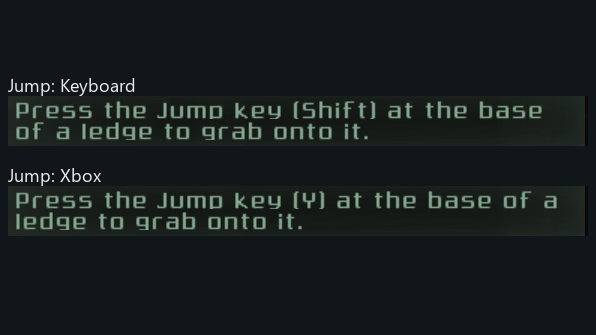 Jump: Keyboard
Press the Jump key (Shift) at the base
of a ledge to grab onto it.
Jump: Xbox
Press the Jump key (Y) at the base of a
ledge to grab onto it.